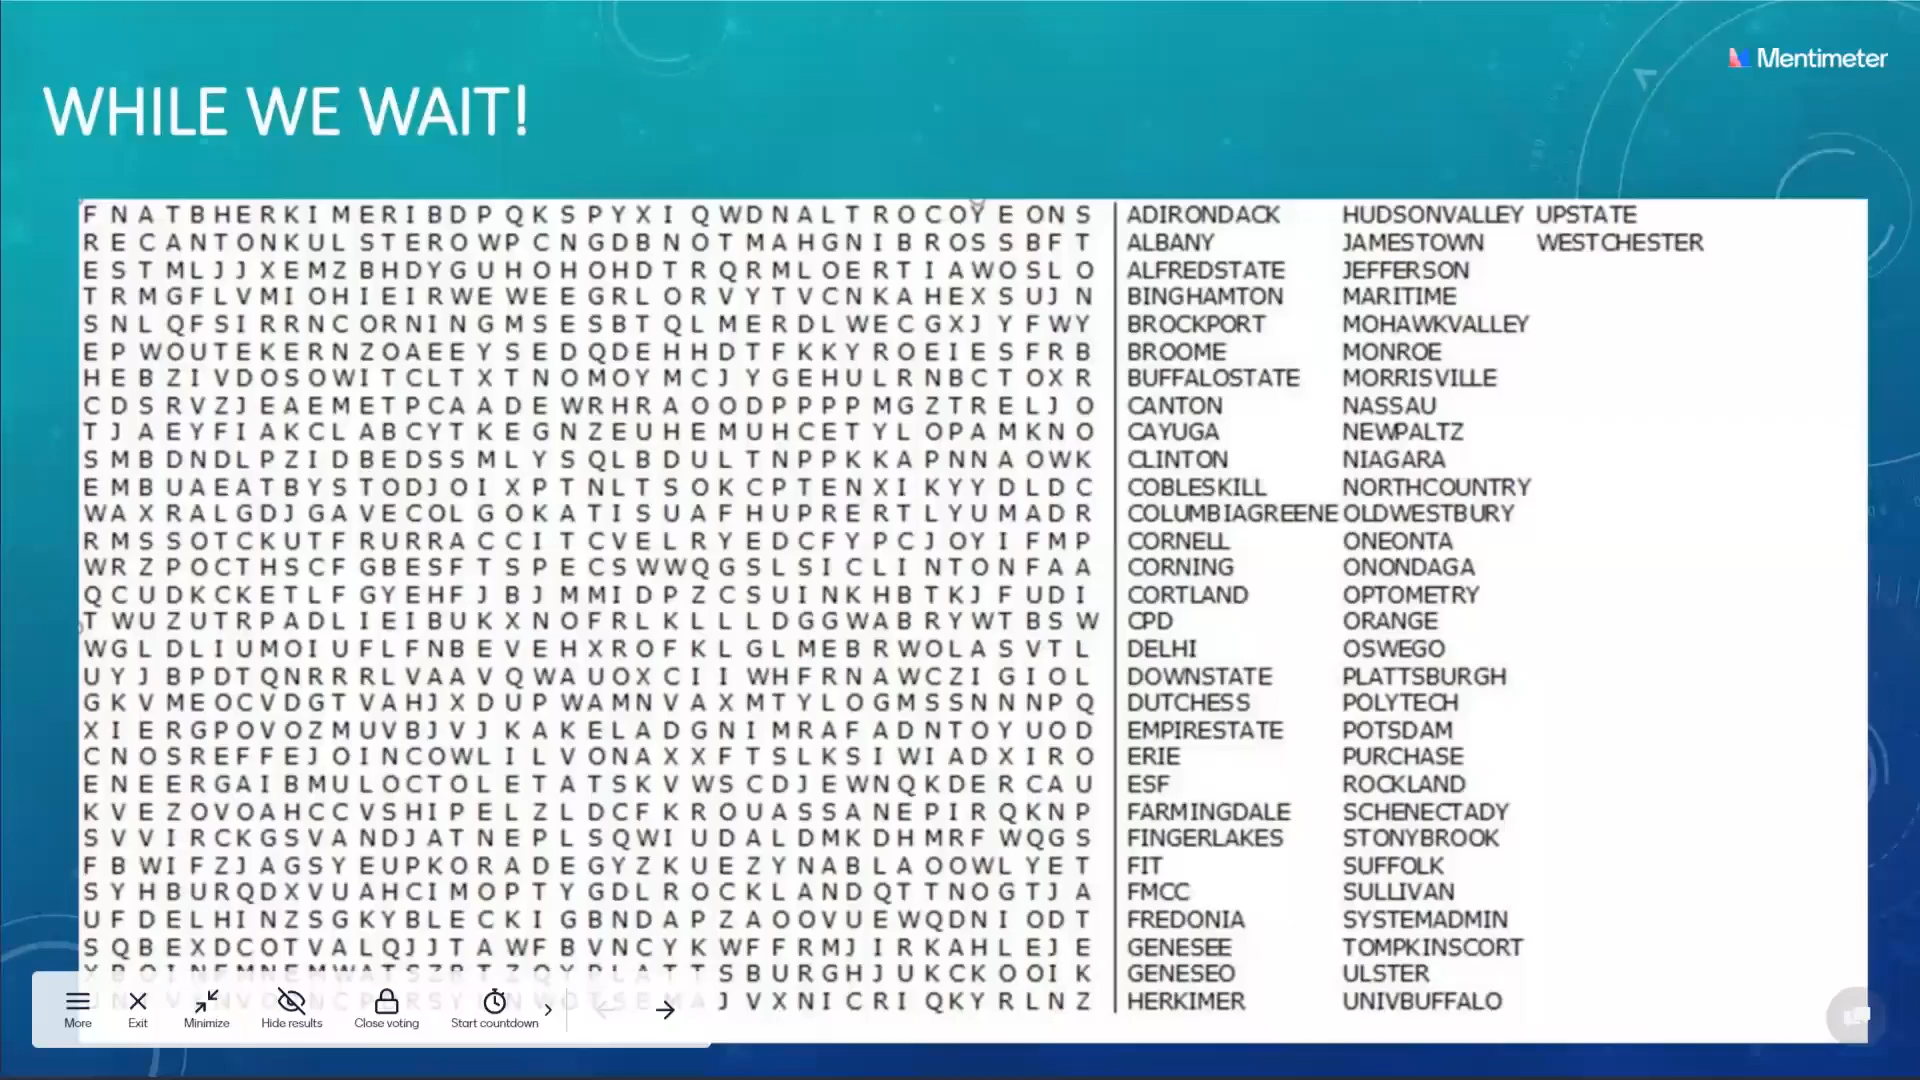 Mentimeter
WHILE WE WAIT!
F N A T B H E R K I M E R I B D P Q K S P Y X I Q W D N A L T R O C O Y E O N S
R E C A N T O N K U L S T E R O W P C N G D B N O T M A H G N I B R O S S B F T
E S T M L J J X E M Z B H D Y G U H O H O H D T R Q R M L O E R T I A W O S L O
T R M G F L V M I O H I E I R W E W E E G R L O R V Y T V C N K A H E X S U J N
S N L Q F S I R R N C O R N I N G M S E S B T Q L M E R D L W E C G X J Y F W Y
E P W O U T E K E R N Z O A E E Y S E D Q D E H H D T F K K Y R O E I E S F R B
H E B Z I V D O S O W I T C L T X T N O M O Y M C J Y G E H U L R N B C T O X R
C D S R V Z J E A E M E T P C A A D E W R H R A O O D P P P P M G Z T R E L J O
T J A E Y F I A K C L A B C Y T K E G N Z E U H E M U H C E T Y L O P A M K N O
S M B D N D L P Z I D B E D S S M L Y S Q L B D U L T N P P K K A P N N A O W K
E M B U A E A T B Y S T O D J O I X P T N L T S O K C P T E N X I K Y Y D L D C
W A X R A L G D J G A V E C O L G O K A T I S U A F H U P R E R T L Y U M A D R
R M S S O T C K U T F R U R R A C C I T C V E L R Y E D C F Y P C J O Y I F M P
W R Z P O C T H S C F G B E S F T S P E C S W W Q G S L S I C L I N T O N F A A
Q C U D K C K E T L F G Y E H F J B J M M I D P Z C S U I N K H B T K J F U D I
T W U Z U T R P A D L I E I B U K X N O F R L K L L L D G G W A B R Y W T B S W
W G L D L I U M O I U F L F N B E V E H X R O F K L G L M E B R W O L A S V T L
U Y J B P D T Q N R R R L V A A V Q W A U O X C I I W H F R N A W C Z I G I O L
G K V M E O C V D G T V A H J X D U P W A M N V A X M T Y L O G M S S N N N P Q
X I E R G P O V O Z M U V B J V J K A K E L A D G N I M R A F A D N T O Y U O D
C N O S R E F F E J O I N C O W L I L V O N A X X F T S L K S I W I A D X I R O
E N E E R G A I B M U L O C T O L E T A T S K V W S C D J E W N Q K D E R C A U
K V E Z O V O A H C C V S H I P E L Z L D C F K R O U A S S A N E P I R Q K N P
S V V I R C K G S V A N D J A T N E P L S Q W I U D A L D M K D H M R F W Q G S
F B W I F Z J A G S Y E U P K O R A D E G Y Z K U E Z Y N A B L A O O W L Y E T
S Y H B U R Q D X V U A H C I M O P T Y G D L R O C K L A N D Q T T N O G T J A
U F D E L H I N Z S G K Y B L E C K I G B N D A P Z A O O V U E W Q D N I O D T
S Q B E X D C O T V A L Q J J T A W F B V N C Y K W F F R M J I R K A H L E J E
P L A T T S B U R G H J U K C K O O I K
J V X N I C R I Q K Y R L N Z
ADIRONDACK HUDSONVALLEY UPSTATE
ALBANY JAMESTOWN WESTCHESTER
ALFREDSTATE JEFFERSON
BINGHAMTON MARITIME
BROCKPORT MOHAWKVALLEY
BROOME MONROE
BUFFALOSTATE MORRISVILLE
CANTON NASSAU
CAYUGA NEWPALTZ
CLINTON NIAGARA
COBLESKILL NORTHCOUNTRY
COLUMBIAGREENE OLDWESTBURY
CORNELL ONEONTA
CORNING ONONDAGA
CORTLAND OPTOMETRY
CPD ORANGE
DELHI OSWEGO
DOWNSTATE PLATTSBURGH
DUTCHESS POLYTECH
EMPIRESTATE POTSDAM
ERIE PURCHASE
ESF ROCKLAND
FARMINGDALE SCHENECTADY
FINGERLAKES STONYBROOK
FIT SUFFOLK
FMCC SULLIVAN
FREDONIA SYSTEMADMIN
GENESEE TOMPKINSCORT
GENESEO ULSTER
HERKIMER UNIVBUFFALO
More Exit Minimize Hide results Close voting Start countdown